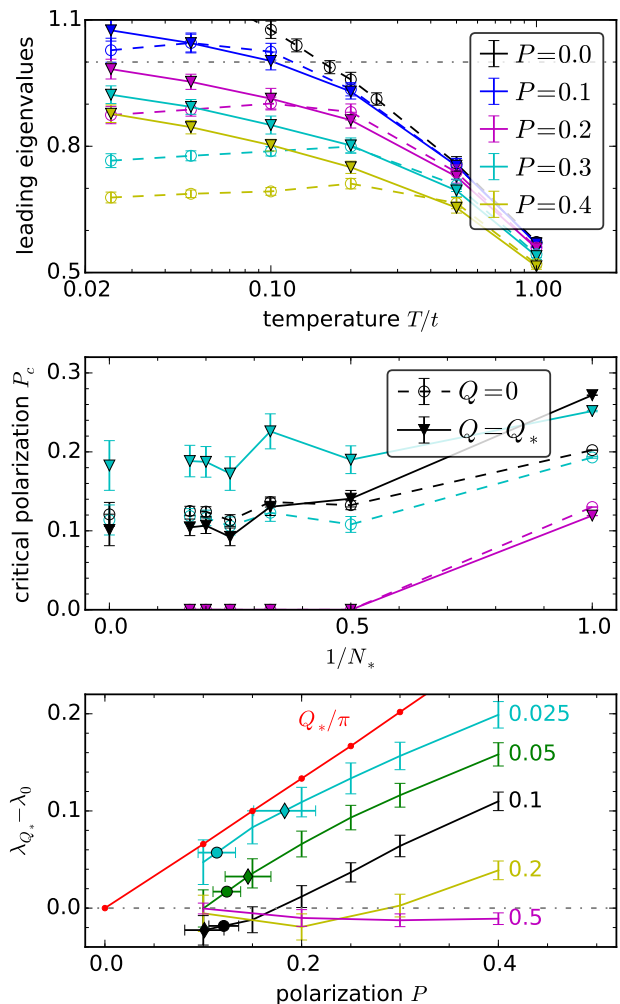 1.1
0.8
0.5
leading eigenvalues
P=0.0
P=0.1
P=0.2
P=0.3
P=0.4
0.02
0.10
1.00
temperature T/t
0.3
0.2
0.1
0.0
critical polarization P_c
Q=0
Q=Q_*
0.0
0.5
1.0
1/N_*
0.2
0.1
0.0
λ_{Q_*}−λ_0
Q_*/π
0.025
0.05
0.1
0.2
0.5
0.0
0.2
0.4
polarization P